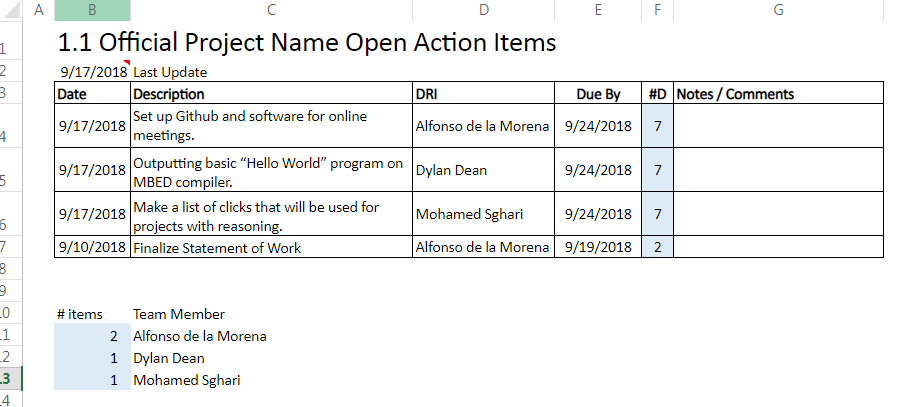 A B C D E F G
1 1.1 Official Project Name Open Action Items
2 9/17/2018 Last Update
3 Date Description DRI Due By #D Notes / Comments
4 9/17/2018 Set up Github and software for online
meetings. Alfonso de la Morena 9/24/2018 7
5 9/17/2018 Outputting basic “Hello World” program on
MBED compiler. Dylan Dean 9/24/2018 7
6 9/17/2018 Make a list of clicks that will be used for
projects with reasoning. Mohamed Sghari 9/24/2018 7
7 9/10/2018 Finalize Statement of Work Alfonso de la Morena 9/19/2018 2
8
9
0 # items Team Member
1 2 Alfonso de la Morena
2 1 Dylan Dean
3 1 Mohamed Sghari
4